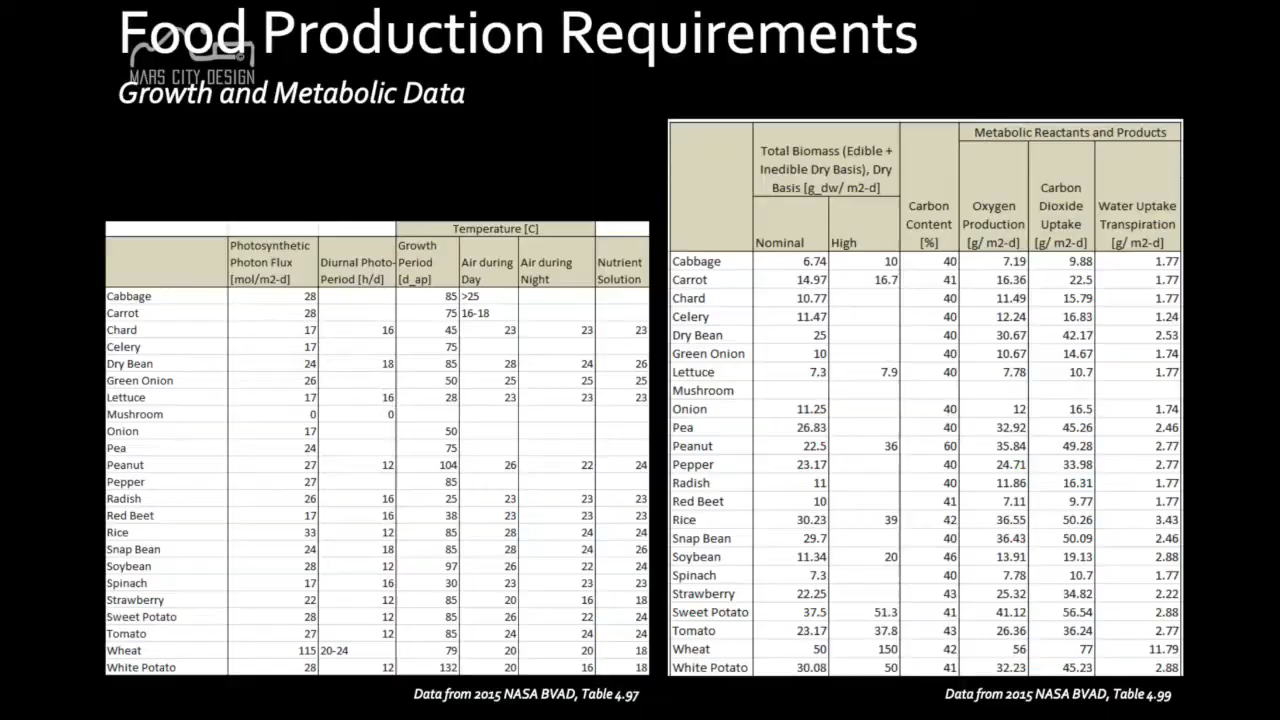 Food Production Requirements
MARS CITY DESIGN
Growth and Metabolic Data
Temperature [C]
Photosynthetic Photon Flux [mol/m2-d] Diurnal Photo-Period [h/d] Growth Period [d_ap] Air during Day Air during Night Nutrient Solution
Cabbage 28 85 >25
Carrot 28 75 16-18
Chard 17 16 45 23 23 23
Celery 17 75
Dry Bean 24 18 85 28 24 26
Green Onion 26 50 25 25 25
Lettuce 17 16 28 23 23 23
Mushroom 0 0
Onion 17 50
Pea 24 75
Peanut 27 12 104 26 22 24
Pepper 27 85
Radish 26 16 25 23 23 23
Red Beet 17 16 38 23 23 23
Rice 33 12 85 28 24 24
Snap Bean 24 18 85 28 24 26
Soybean 28 12 97 26 22 24
Spinach 17 16 30 23 23 23
Strawberry 22 12 85 20 16 18
Sweet Potato 28 12 85 26 22 24
Tomato 27 12 85 24 24 24
Wheat 115 20-24 79 20 20 18
White Potato 28 12 132 20 16 18
Data from 2015 NASA BVAD, Table 4.97
Metabolic Reactants and Products
Total Biomass (Edible + Inedible Dry Basis), Dry Basis [g_dw/ m2-d]
Nominal High Carbon Content [%] Oxygen Production [g/ m2-d] Carbon Dioxide Uptake [g/ m2-d] Water Uptake Transpiration [g/ m2-d]
Cabbage 6.74 10 40 7.19 9.88 1.77
Carrot 14.97 16.7 41 16.36 22.5 1.77
Chard 10.77 40 11.49 15.79 1.77
Celery 11.47 40 12.24 16.83 1.24
Dry Bean 25 40 30.67 42.17 2.53
Green Onion 10 40 10.67 14.67 1.74
Lettuce 7.3 7.9 40 7.78 10.7 1.77
Mushroom
Onion 11.25 40 12 16.5 1.74
Pea 26.83 40 32.92 45.26 2.46
Peanut 22.5 36 60 35.84 49.28 2.77
Pepper 23.17 40 24.71 33.98 2.77
Radish 11 40 11.86 16.31 1.77
Red Beet 10 41 7.11 9.77 1.77
Rice 30.23 39 42 36.55 50.26 3.43
Snap Bean 29.7 40 36.43 50.09 2.46
Soybean 11.34 20 46 13.91 19.13 2.88
Spinach 7.3 40 7.78 10.7 1.77
Strawberry 22.25 43 25.32 34.82 2.22
Sweet Potato 37.5 51.3 41 41.12 56.54 2.88
Tomato 23.17 37.8 43 26.36 36.24 2.77
Wheat 50 150 42 56 77 11.79
White Potato 30.08 50 41 32.23 45.23 2.88
Data from 2015 NASA BVAD, Table 4.99